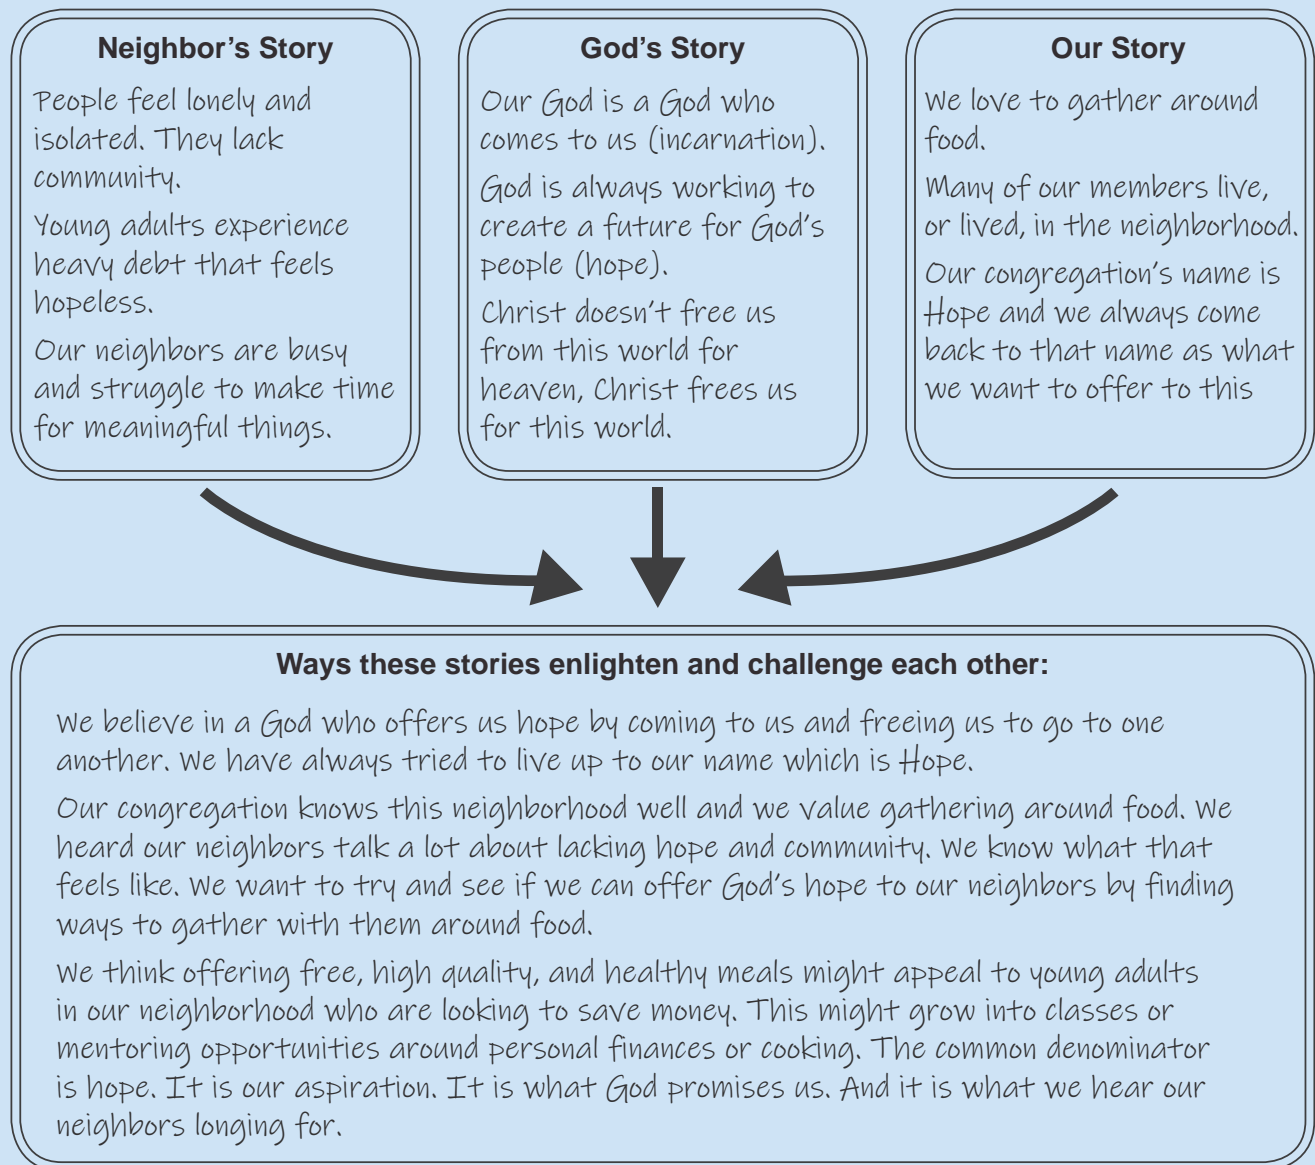 Neighbor’s Story
People feel lonely and
isolated. They lack
community.
Young adults experience
heavy debt that feels
hopeless.
Our neighbors are busy
and struggle to make time
for meaningful things.
God’s Story
Our God is a God who
comes to us (incarnation).
God is always working to
create a future for God's
people (hope).
Christ doesn't free us
from this world for
heaven, Christ frees us
for this world.
Our Story
We love to gather around
food.
Many of our members live,
or lived, in the neighborhood.
Our congregation's name is
Hope and we always come
back to that name as what
we want to offer to this
Ways these stories enlighten and challenge each other:
We believe in a God who offers us hope by coming to us and freeing us to go to one
another. We have always tried to live up to our name which is Hope.
Our congregation knows this neighborhood well and we value gathering around food. We
heard our neighbors talk a lot about lacking hope and community. We know what that
feels like. We want to try and see if we can offer God's hope to our neighbors by finding
ways to gather with them around food.
We think offering free, high quality, and healthy meals might appeal to young adults
in our neighborhood who are looking to save money. This might grow into classes or
mentoring opportunities around personal finances or cooking. The common denominator
is hope. It is our aspiration. It is what God promises us. And it is what we hear our
neighbors longing for.